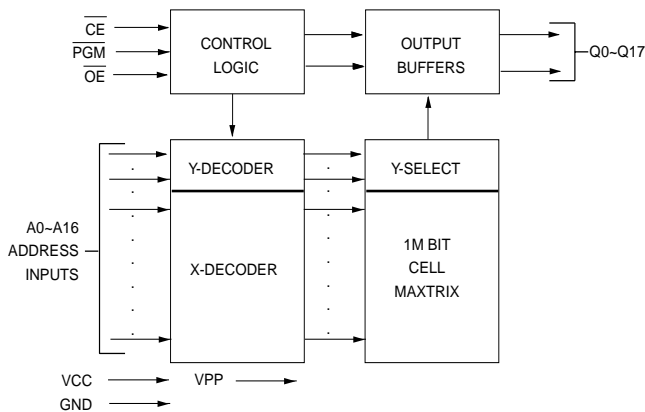 CE
PGM
OE
CONTROL
LOGIC
OUTPUT
BUFFERS
Q0~Q17
A0~A16
ADDRESS
INPUTS
Y-DECODER
X-DECODER
Y-SELECT
1M BIT
CELL
MAXTRIX
VCC
VPP
GND